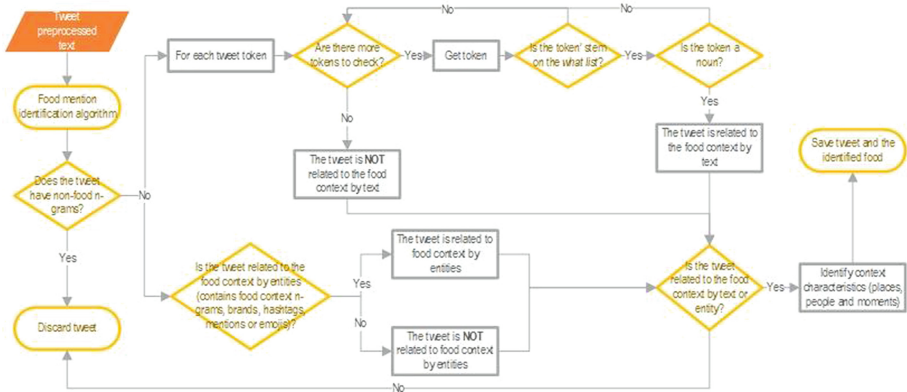 Tweet
preprocessed
text
Food mention
identification algorithm
Does the tweet
have non-food n-
grams?
Yes
No
Discard tweet
For each tweet token
Are there more
tokens to check?
Yes
No
Get token
Is the token' stem
on the what list?
Yes
No
Is the token a
noun?
No
Yes
The tweet is NOT
related to the food
context by text
The tweet is related to
the food context by
text
Is the tweet related to the
food context by entities
(contains food context n-
grams, brands, hashtags,
mentions or emojis)?
Yes
No
The tweet is related to
food context by
entities
The tweet is NOT
related to food context
by entities
Is the tweet
related to the food
context by text or
entity?
Yes
No
Identify context
characteristics (places,
people and moments)
Save tweet and the
identified food